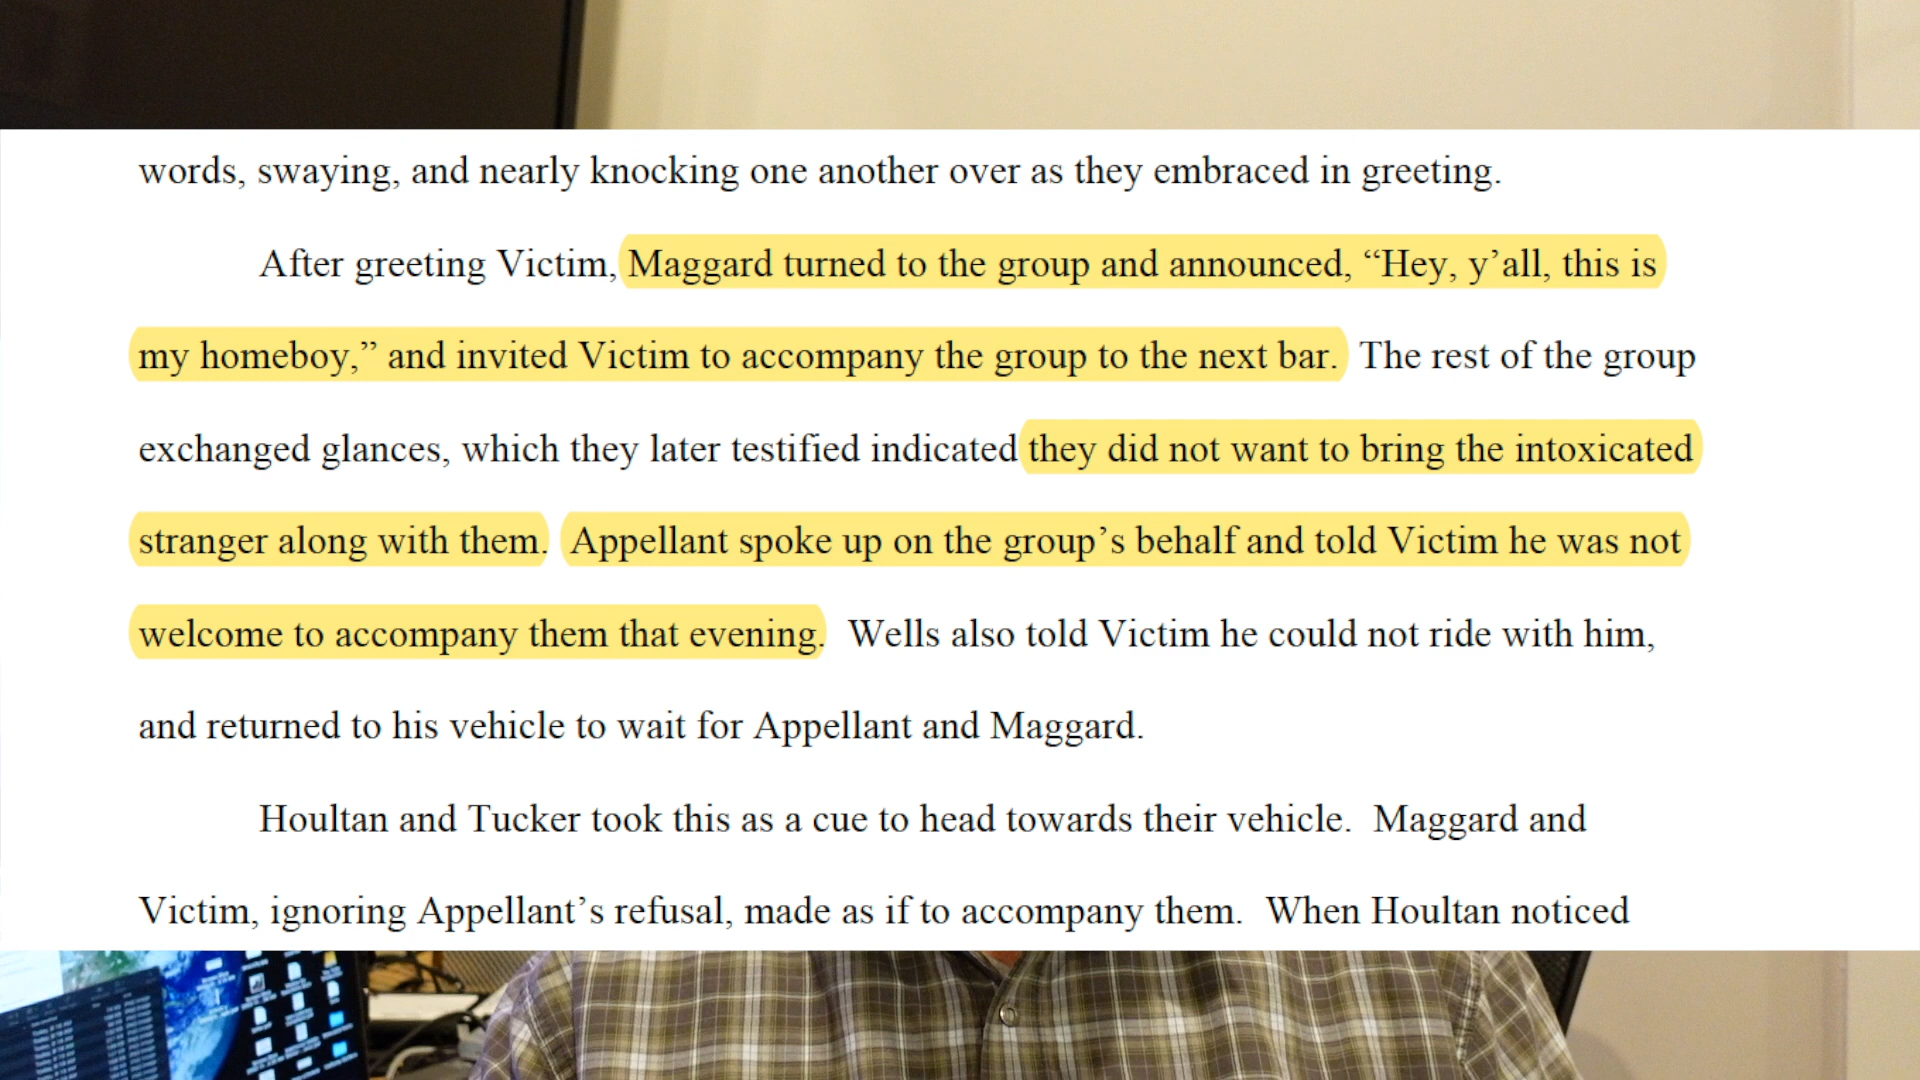 words, swaying, and nearly knocking one another over as they embraced in greeting.
After greeting Victim, Maggard turned to the group and announced, “Hey, y’all, this is
my homeboy,” and invited Victim to accompany the group to the next bar. The rest of the group
exchanged glances, which they later testified indicated they did not want to bring the intoxicated
stranger along with them. Appellant spoke up on the group’s behalf and told Victim he was not
welcome to accompany them that evening. Wells also told Victim he could not ride with him,
and returned to his vehicle to wait for Appellant and Maggard.
Houltan and Tucker took this as a cue to head towards their vehicle. Maggard and
Victim, ignoring Appellant’s refusal, made as if to accompany them. When Houltan noticed